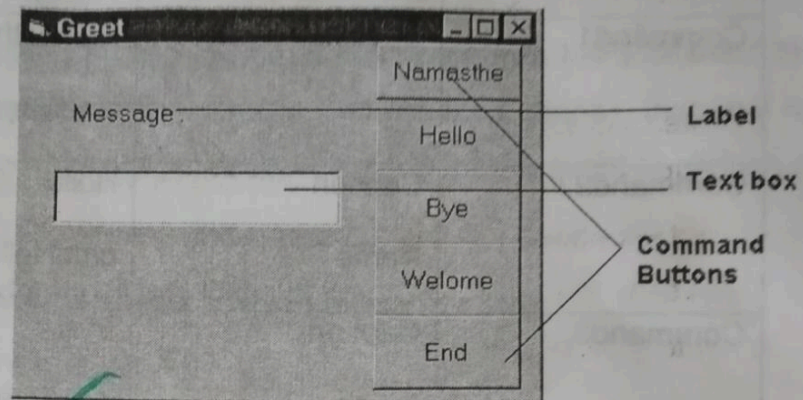 Greet
Namasthe
Message:
Label
Hello
Text box
Bye
Command
Buttons
Welome
End